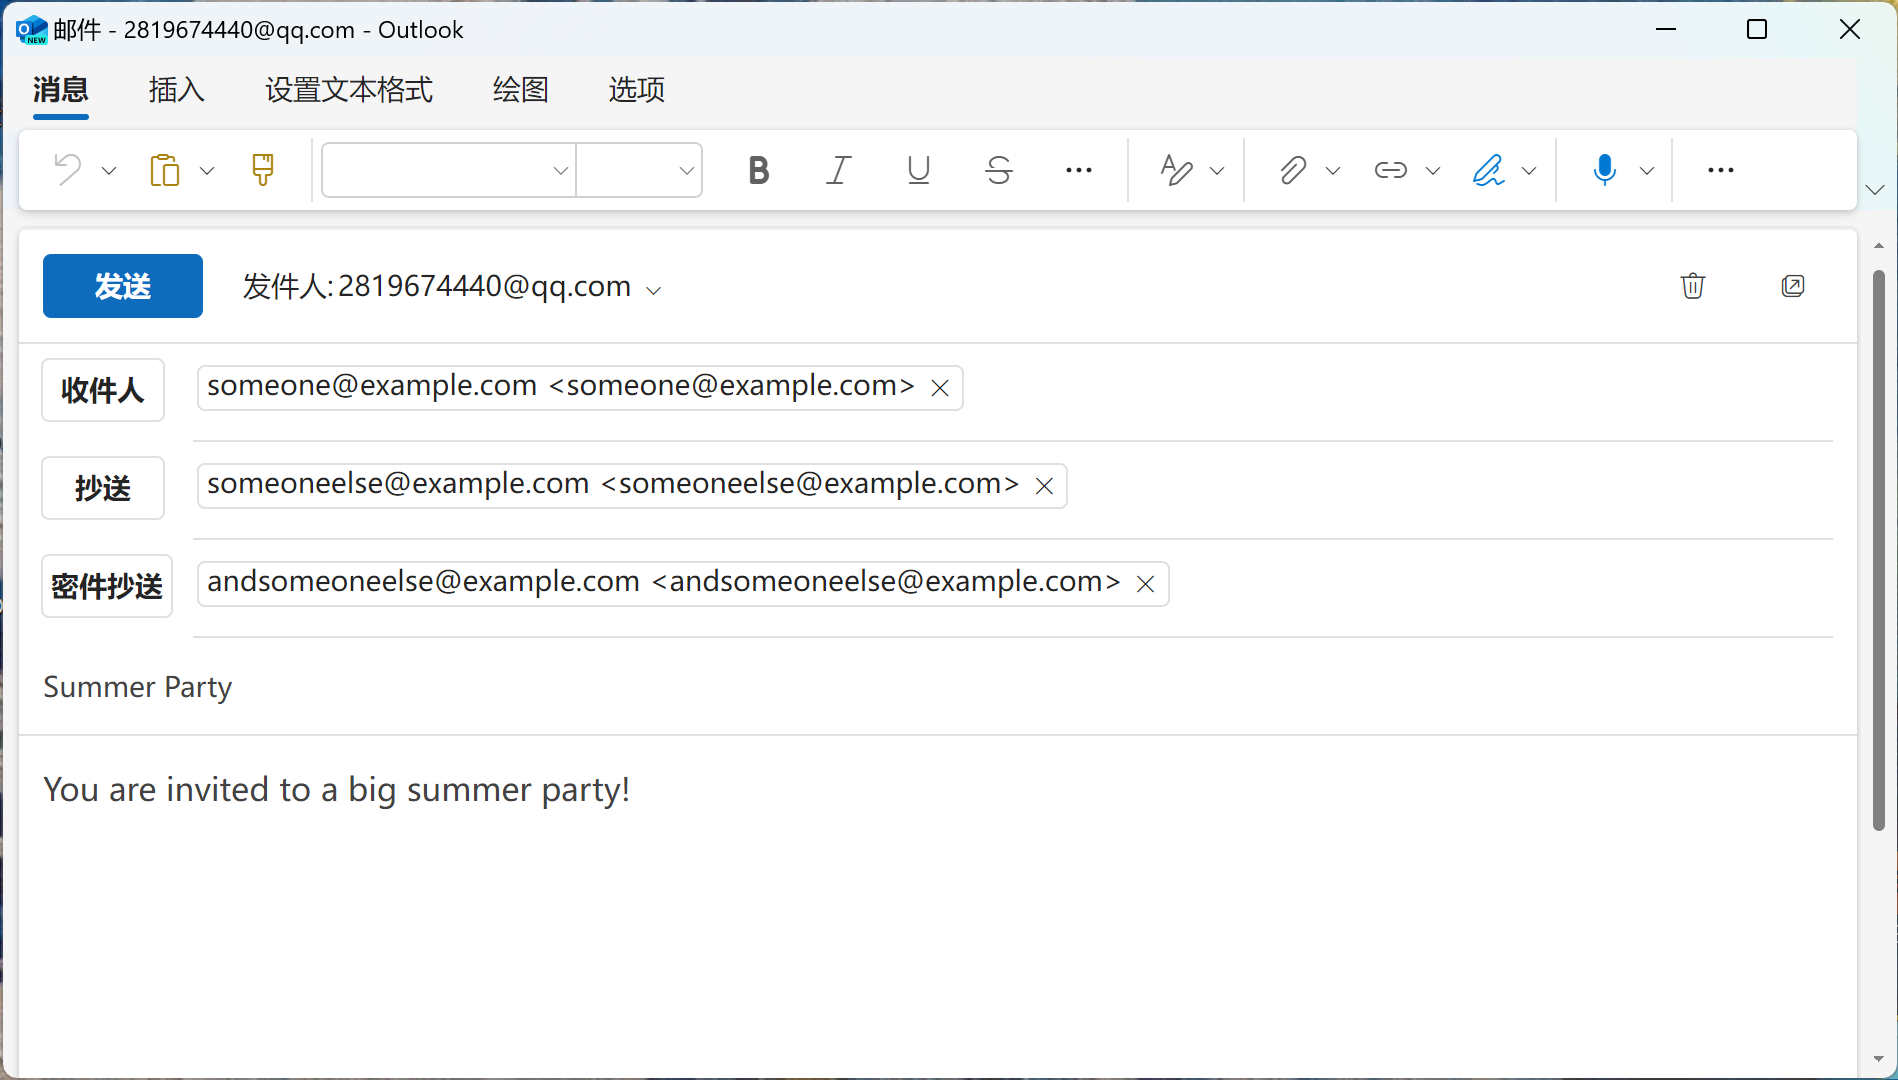 邮件 - 2819674440@qq.com - Outlook
消息 插入 设置文本格式 绘图 选项
发送 发件人: 2819674440@qq.com
收件人 someone@example.com <someone@example.com>
抄送 someoneelse@example.com <someoneelse@example.com>
密件抄送 andsomeoneelse@example.com <andsomeoneelse@example.com>
Summer Party
You are invited to a big summer party!